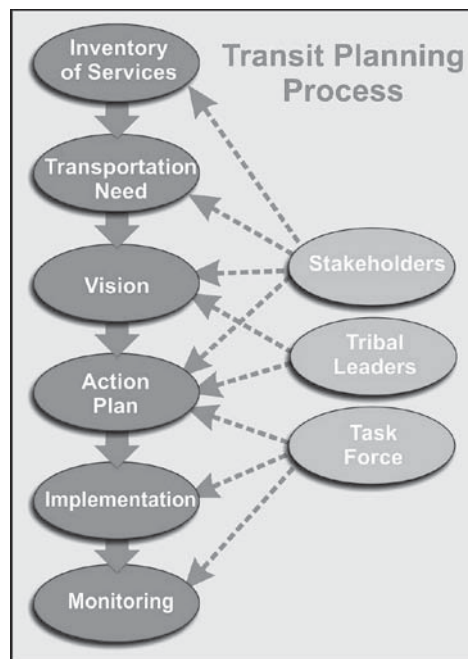 Transit Planning
Process
Inventory
of Services
Transportation
Need
Vision
Action
Plan
Implementation
Monitoring
Stakeholders
Tribal
Leaders
Task
Force